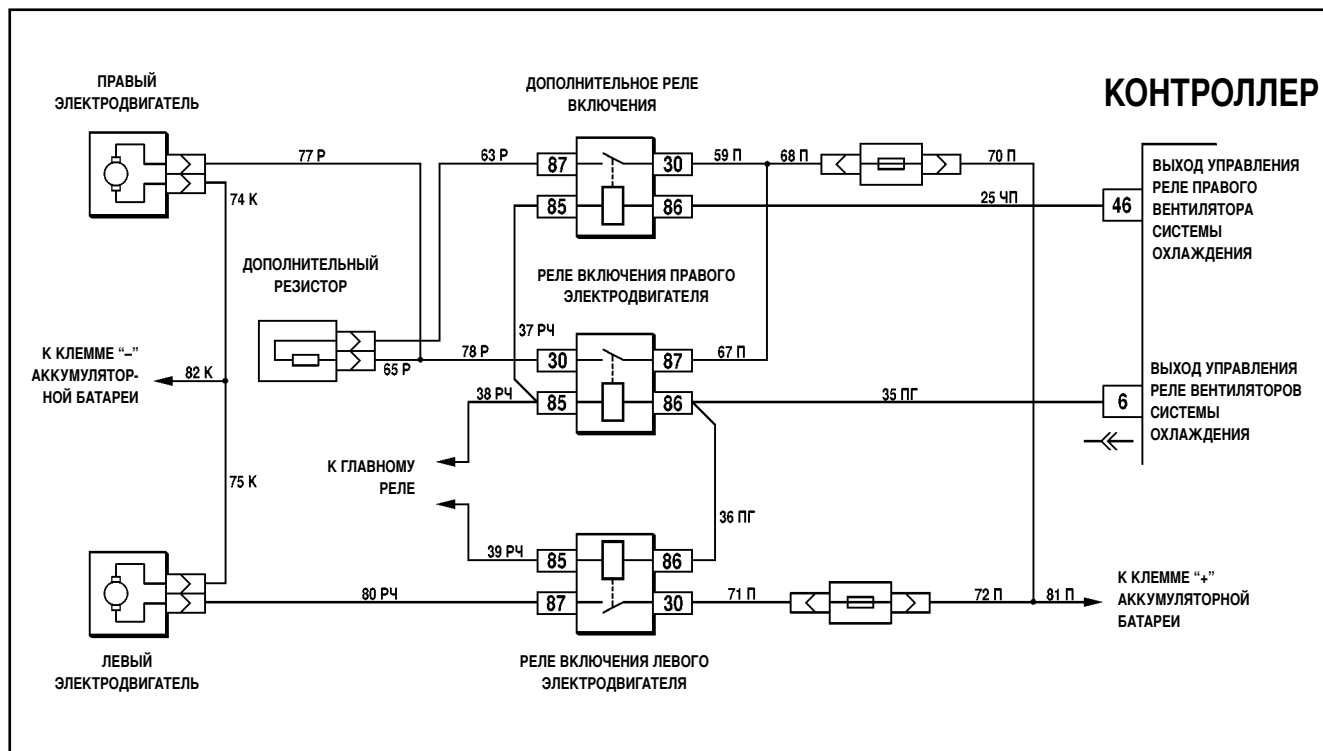 ПРАВЫЙ
ЭЛЕКТРОДВИГАТЕЛЬ
ДОПОЛНИТЕЛЬНОЕ РЕЛЕ
ВКЛЮЧЕНИЯ
КОНТРОЛЛЕР
77 Р
63 Р
87
30
59 П
68 П
70 П
74 К
85
86
25 ЧП
46
ВЫХОД УПРАВЛЕНИЯ
РЕЛЕ ПРАВОГО
ВЕНТИЛЯТОРА
СИСТЕМЫ
ОХЛАЖДЕНИЯ
ДОПОЛНИТЕЛЬНЫЙ
РЕЗИСТОР
РЕЛЕ ВКЛЮЧЕНИЯ ПРАВОГО
ЭЛЕКТРОДВИГАТЕЛЯ
37 РЧ
78 Р
65 Р
30
87
67 П
К КЛЕММЕ “–”
АККУМУЛЯТОР-
НОЙ БАТАРЕИ
82 К
38 РЧ
85
86
35 ПГ
6
ВЫХОД УПРАВЛЕНИЯ
РЕЛЕ ВЕНТИЛЯТОРОВ
СИСТЕМЫ
ОХЛАЖДЕНИЯ
К ГЛАВНОМУ
РЕЛЕ
75 К
36 ПГ
39 РЧ
85
86
80 РЧ
87
30
71 П
72 П
81 П
К КЛЕММЕ “+”
АККУМУЛЯТОРНОЙ
БАТАРЕИ
ЛЕВЫЙ
ЭЛЕКТРОДВИГАТЕЛЬ
РЕЛЕ ВКЛЮЧЕНИЯ ЛЕВОГО
ЭЛЕКТРОДВИГАТЕЛЯ